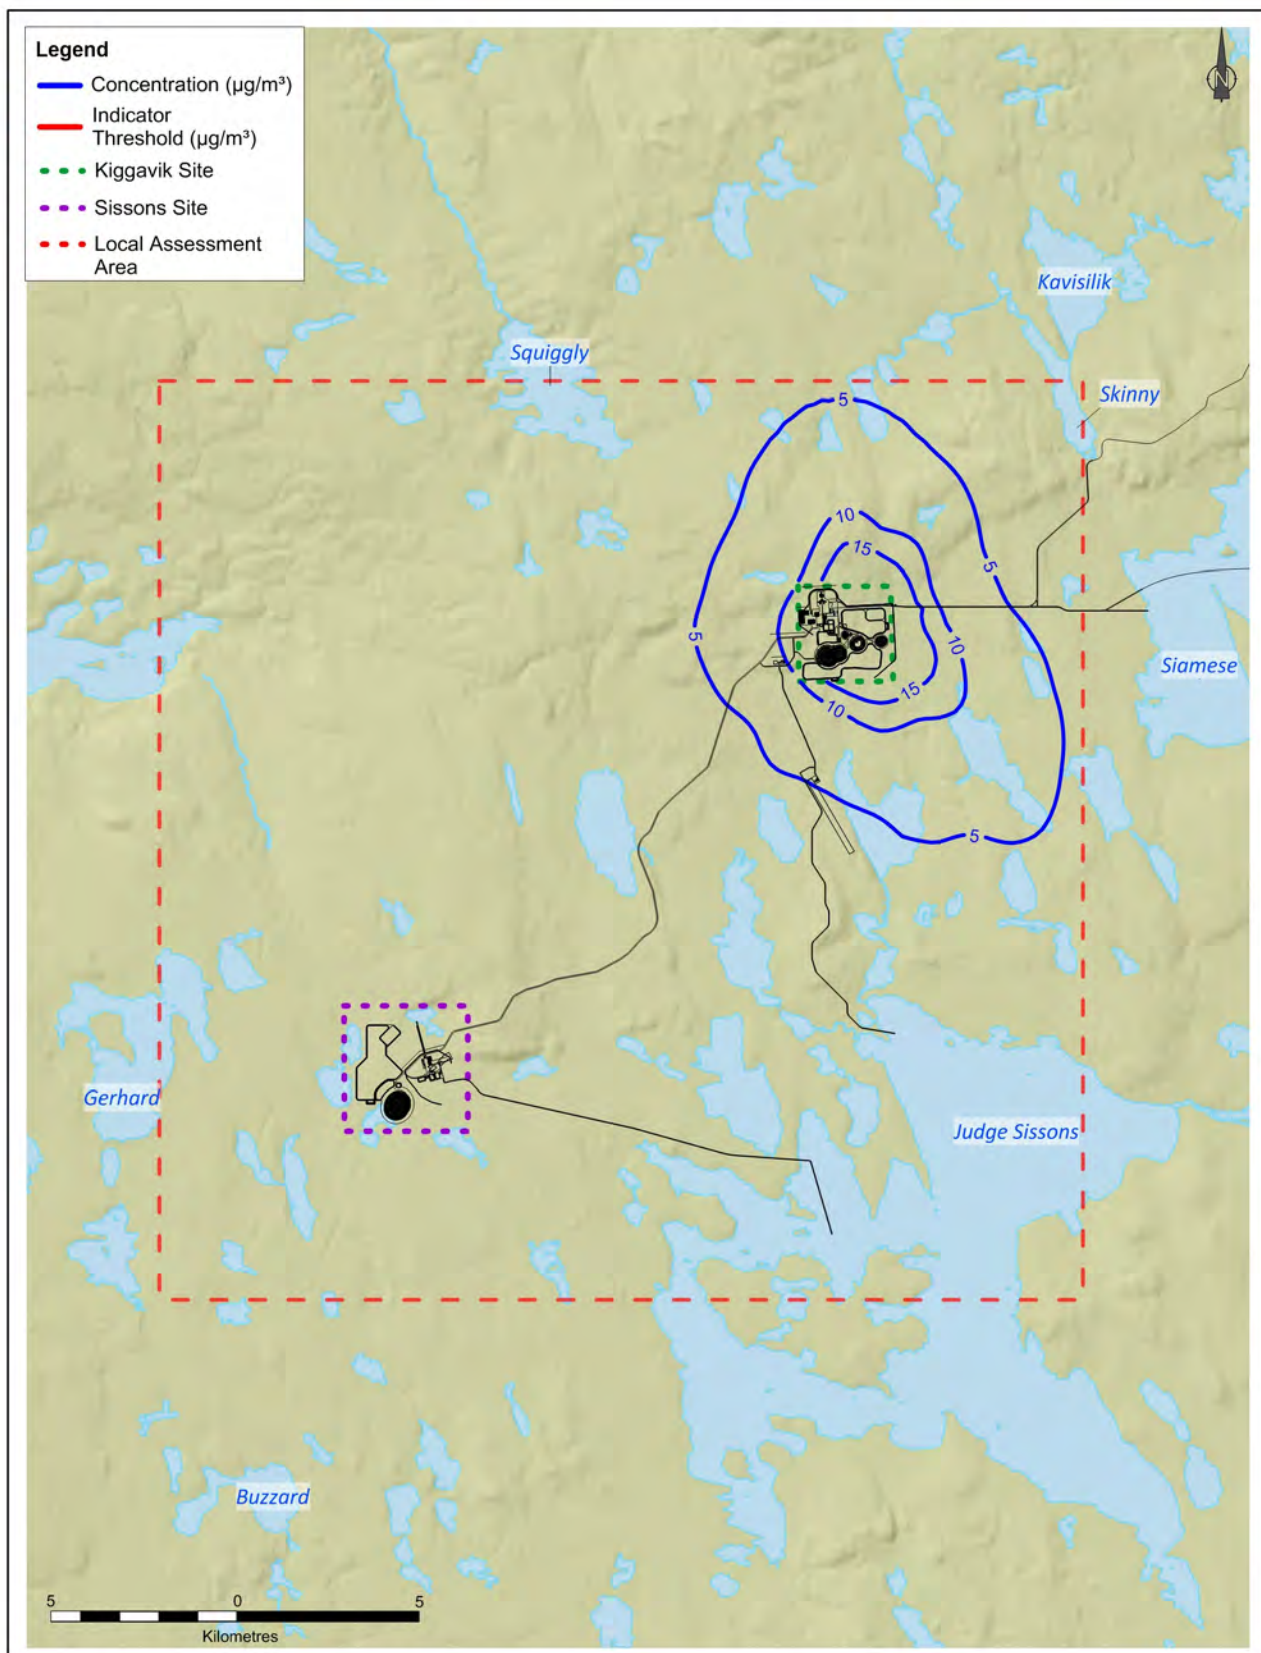 Legend
Concentration (µg/m³)
Indicator
Threshold (µg/m³)
Kiggavik Site
Sissons Site
Local Assessment
Area
N
Kavisilik
Squiggly
Skinny
5
10
15
5
5
10
Siamese
15
10
5
Gerhard
Judge Sissons
Buzzard
5 0 5
Kilometres